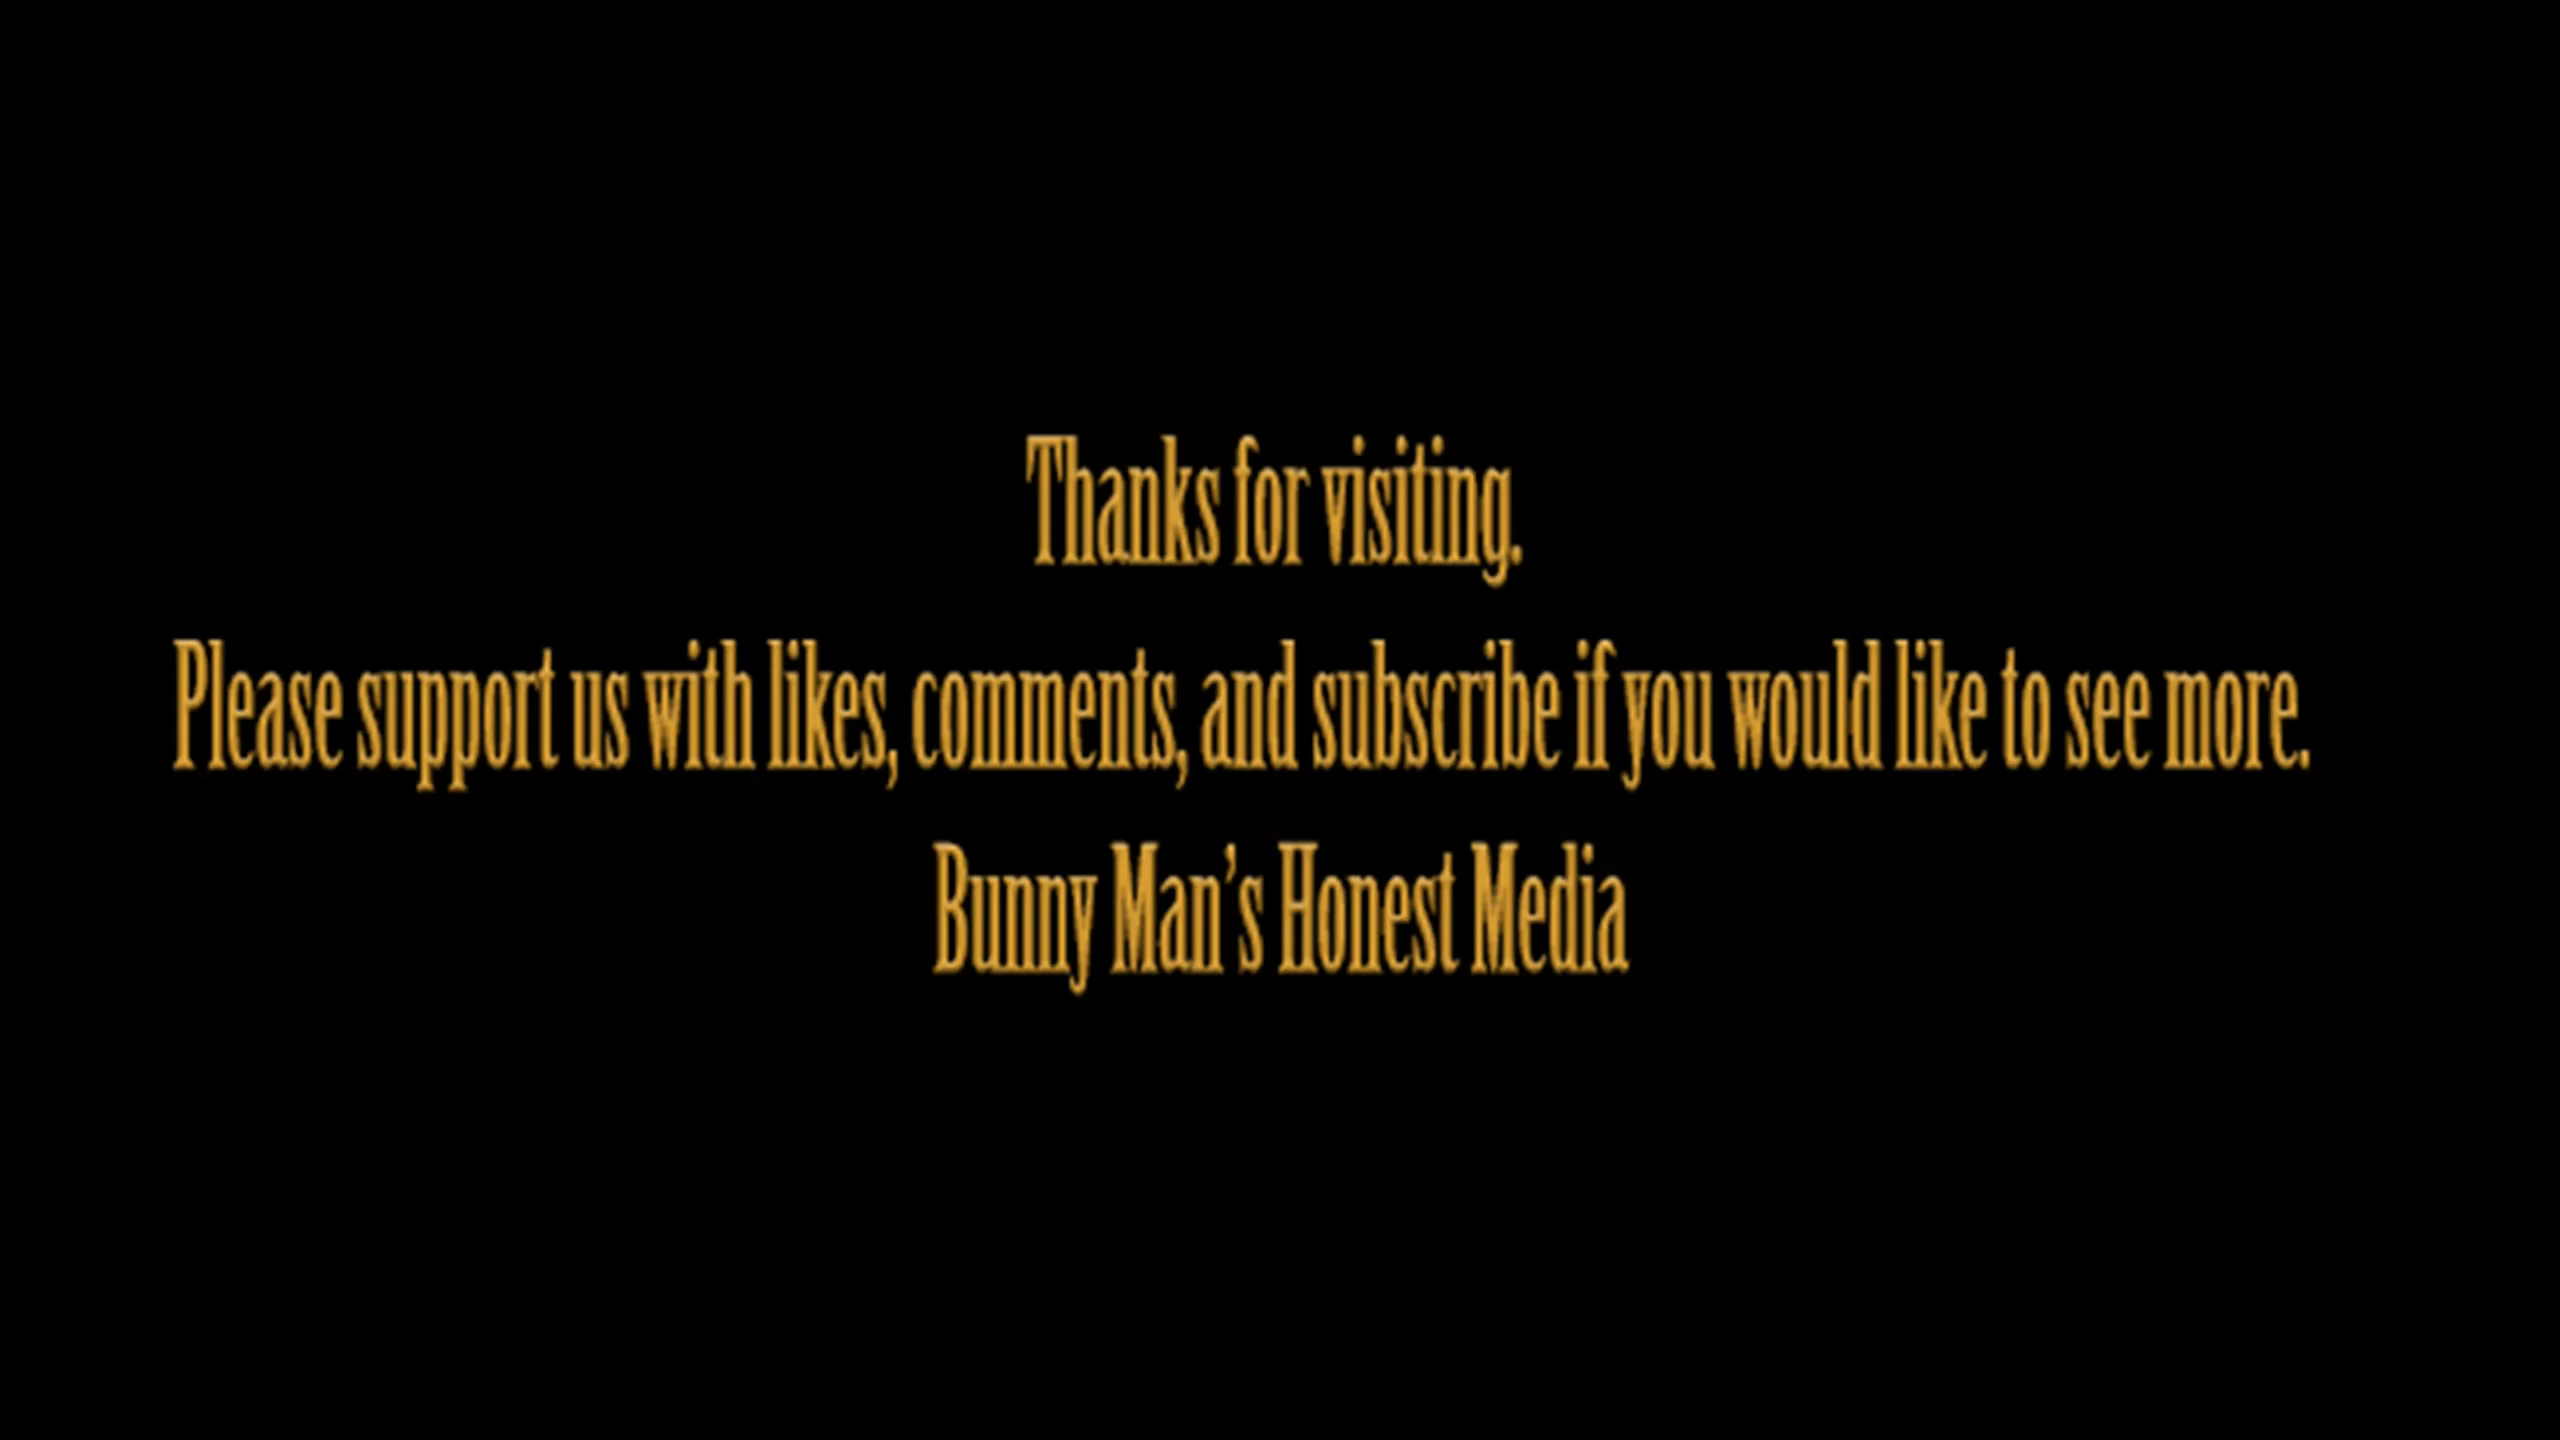 Thanks for visiting.
Please support us with likes, comments, and subscribe if you would like to see more.
Bunny Man’s Honest Media